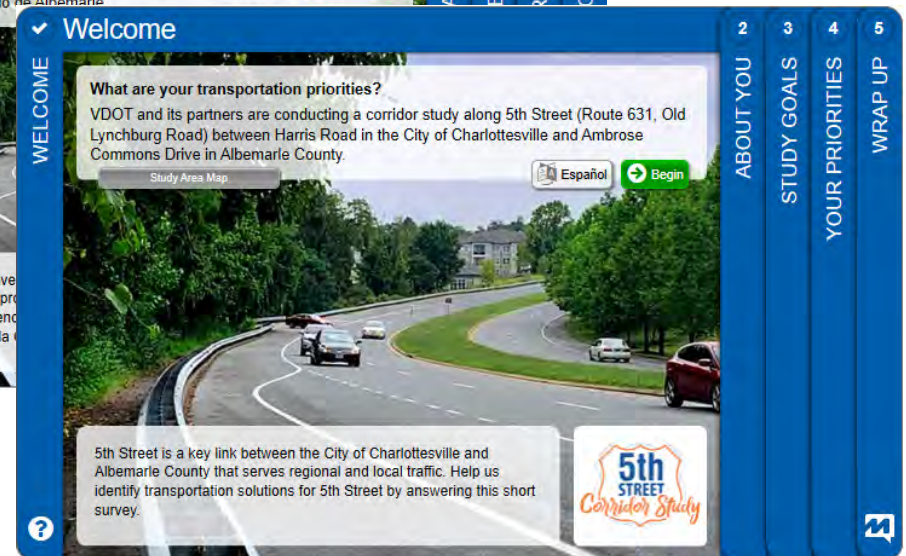 de Albemarle
Welcome
WELCOME
What are your transportation priorities?
VDOT and its partners are conducting a corridor study along 5th Street (Route 631, Old
Lynchburg Road) between Harris Road in the City of Charlottesville and Ambrose
Commons Drive in Albemarle County.
Study Area Map
Español
Begin
5th Street is a key link between the City of Charlottesville and
Albemarle County that serves regional and local traffic. Help us
identify transportation solutions for 5th Street by answering this short
survey.
5th
STREET
Corridor Study
?
2
ABOUT YOU
3
STUDY GOALS
4
YOUR PRIORITIES
5
WRAP UP